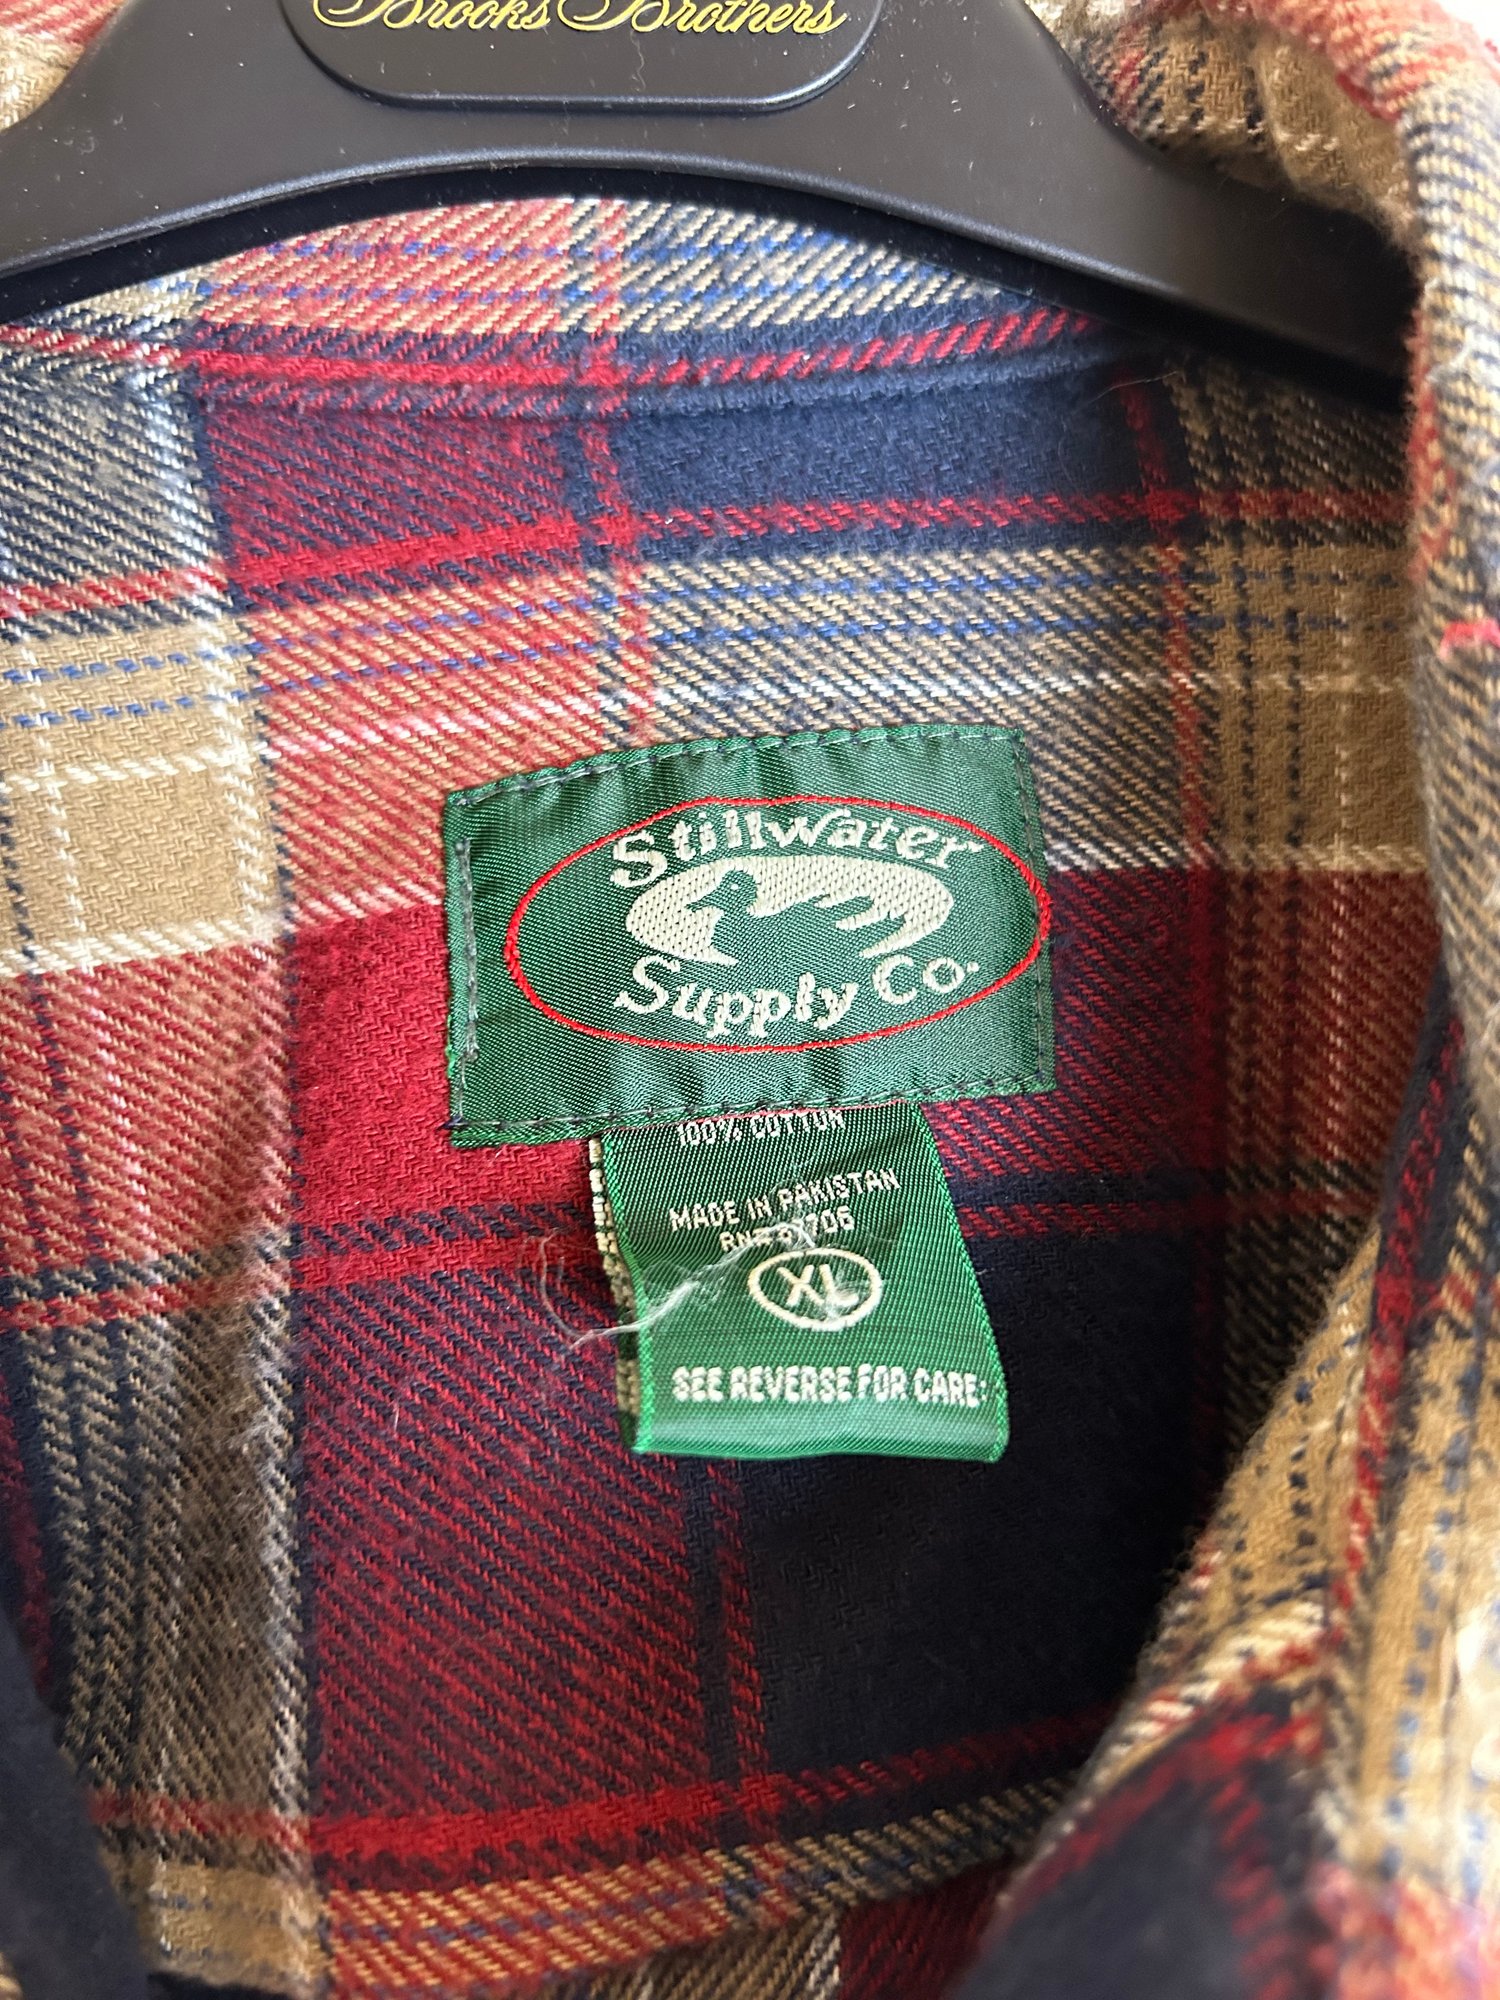 Brooks Brothers
Stillwater
Supply Co.
100% COTTON
MADE IN PAKISTAN
XL
SEE REVERSE FOR CARE: